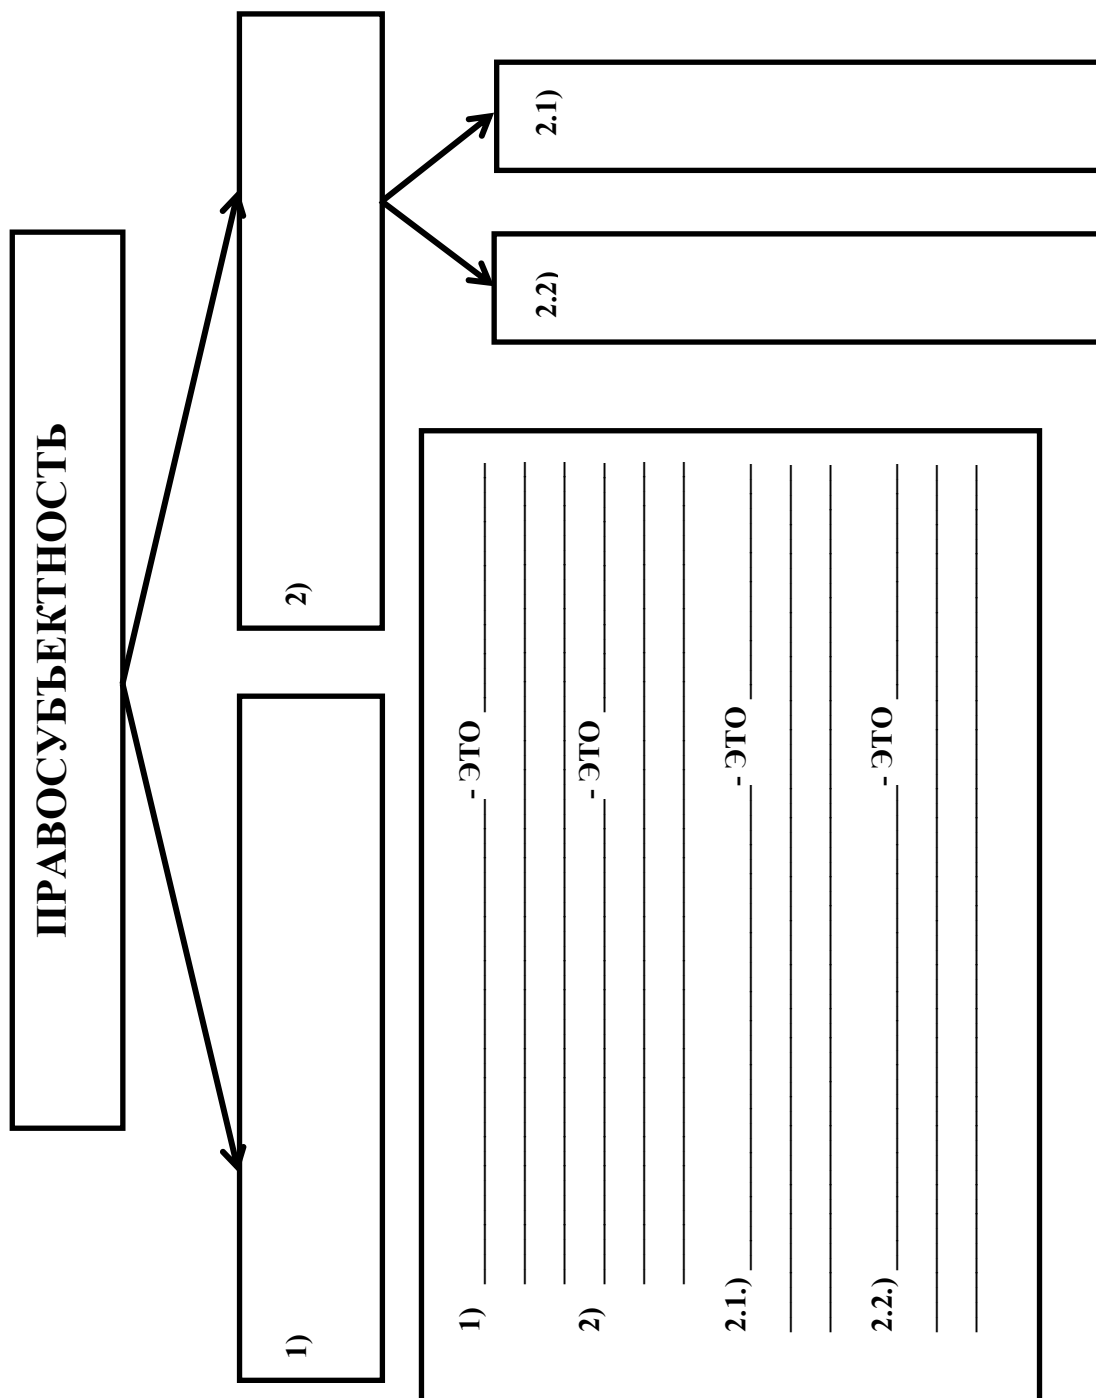 ПРАВОСУБЪЕКТНОСТЬ
1)
2)
2.2)
2.1)
1) - ЭТО
2) - ЭТО
2.1.) - ЭТО
2.2.) - ЭТО